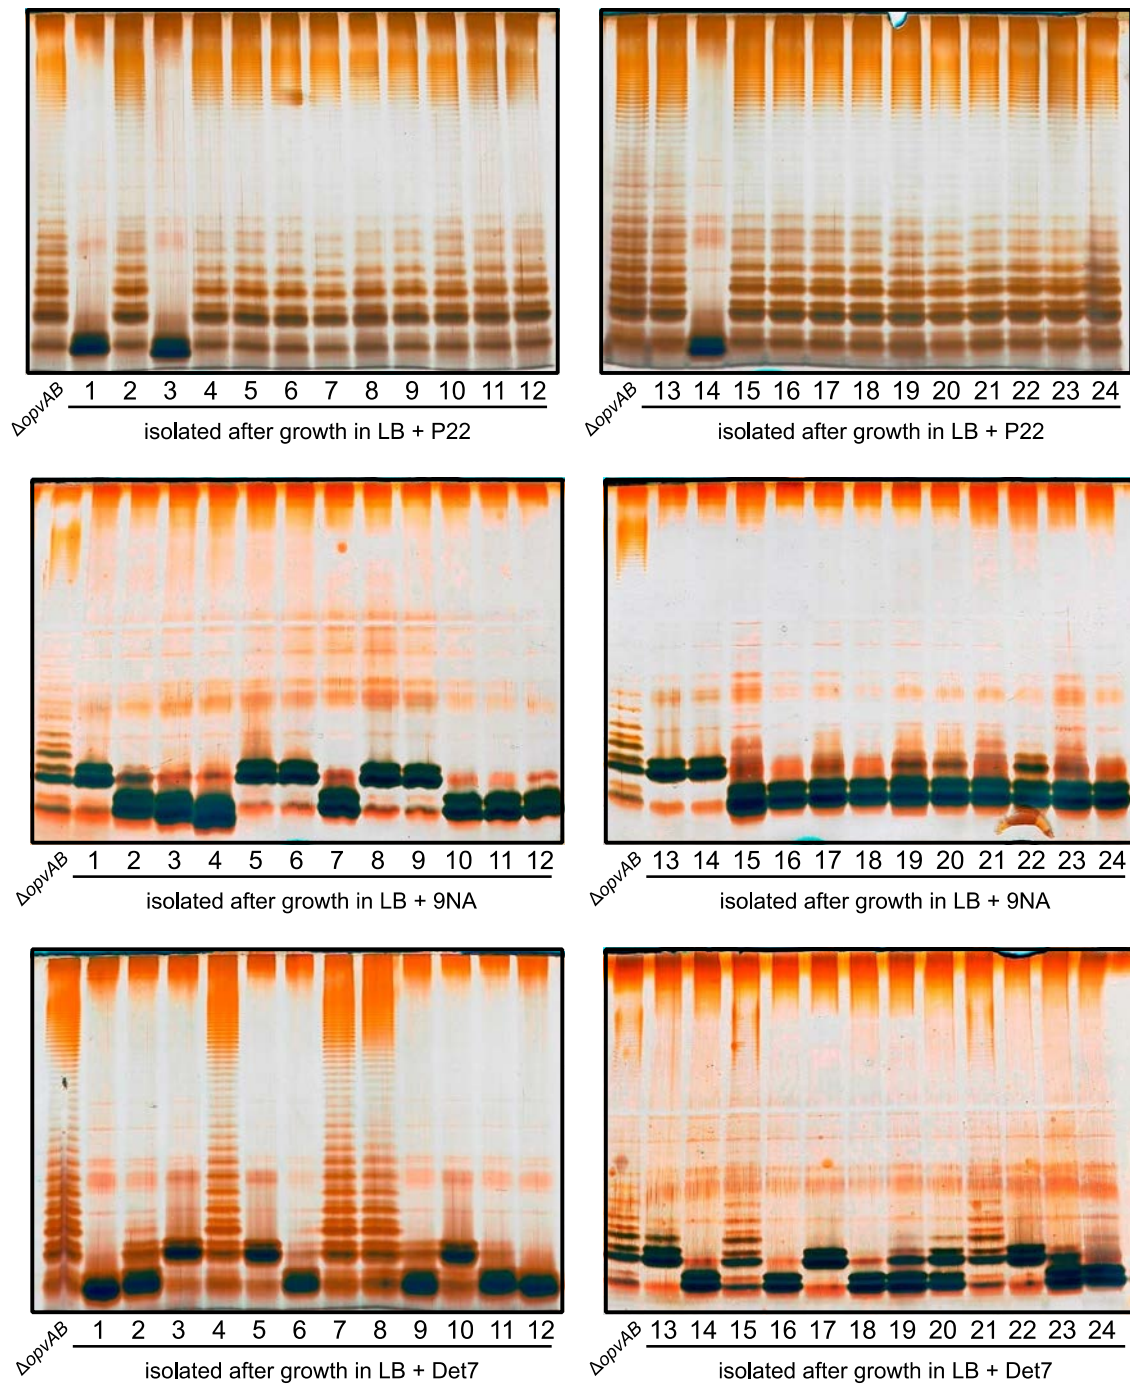 ΔopvAB 1 2 3 4 5 6 7 8 9 10 11 12
isolated after growth in LB + P22
ΔopvAB 13 14 15 16 17 18 19 20 21 22 23 24
isolated after growth in LB + P22
ΔopvAB 1 2 3 4 5 6 7 8 9 10 11 12
isolated after growth in LB + 9NA
ΔopvAB 13 14 15 16 17 18 19 20 21 22 23 24
isolated after growth in LB + 9NA
ΔopvAB 1 2 3 4 5 6 7 8 9 10 11 12
isolated after growth in LB + Det7
ΔopvAB 13 14 15 16 17 18 19 20 21 22 23 24
isolated after growth in LB + Det7